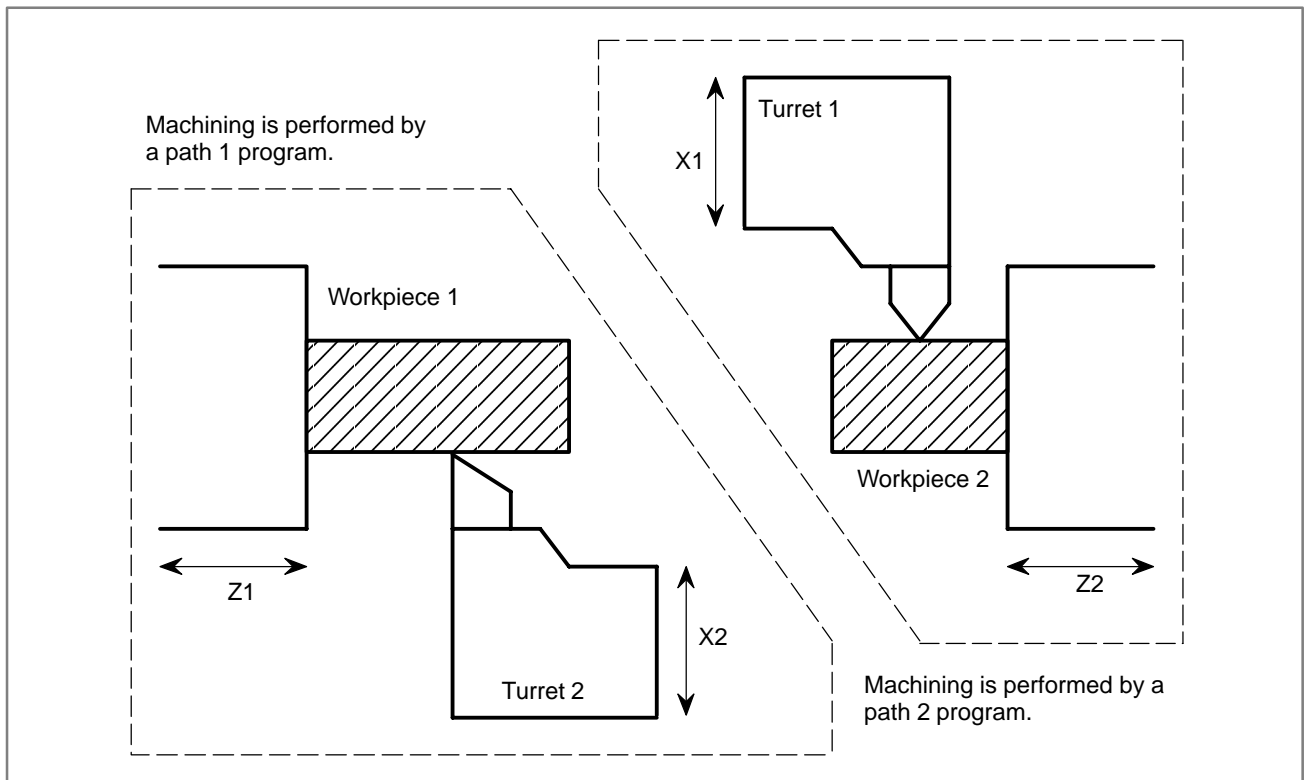 Machining is performed by
a path 1 program.
Turret 1
X1
Workpiece 1
Workpiece 2
Z1
Z2
X2
Turret 2
Machining is performed by a
path 2 program.